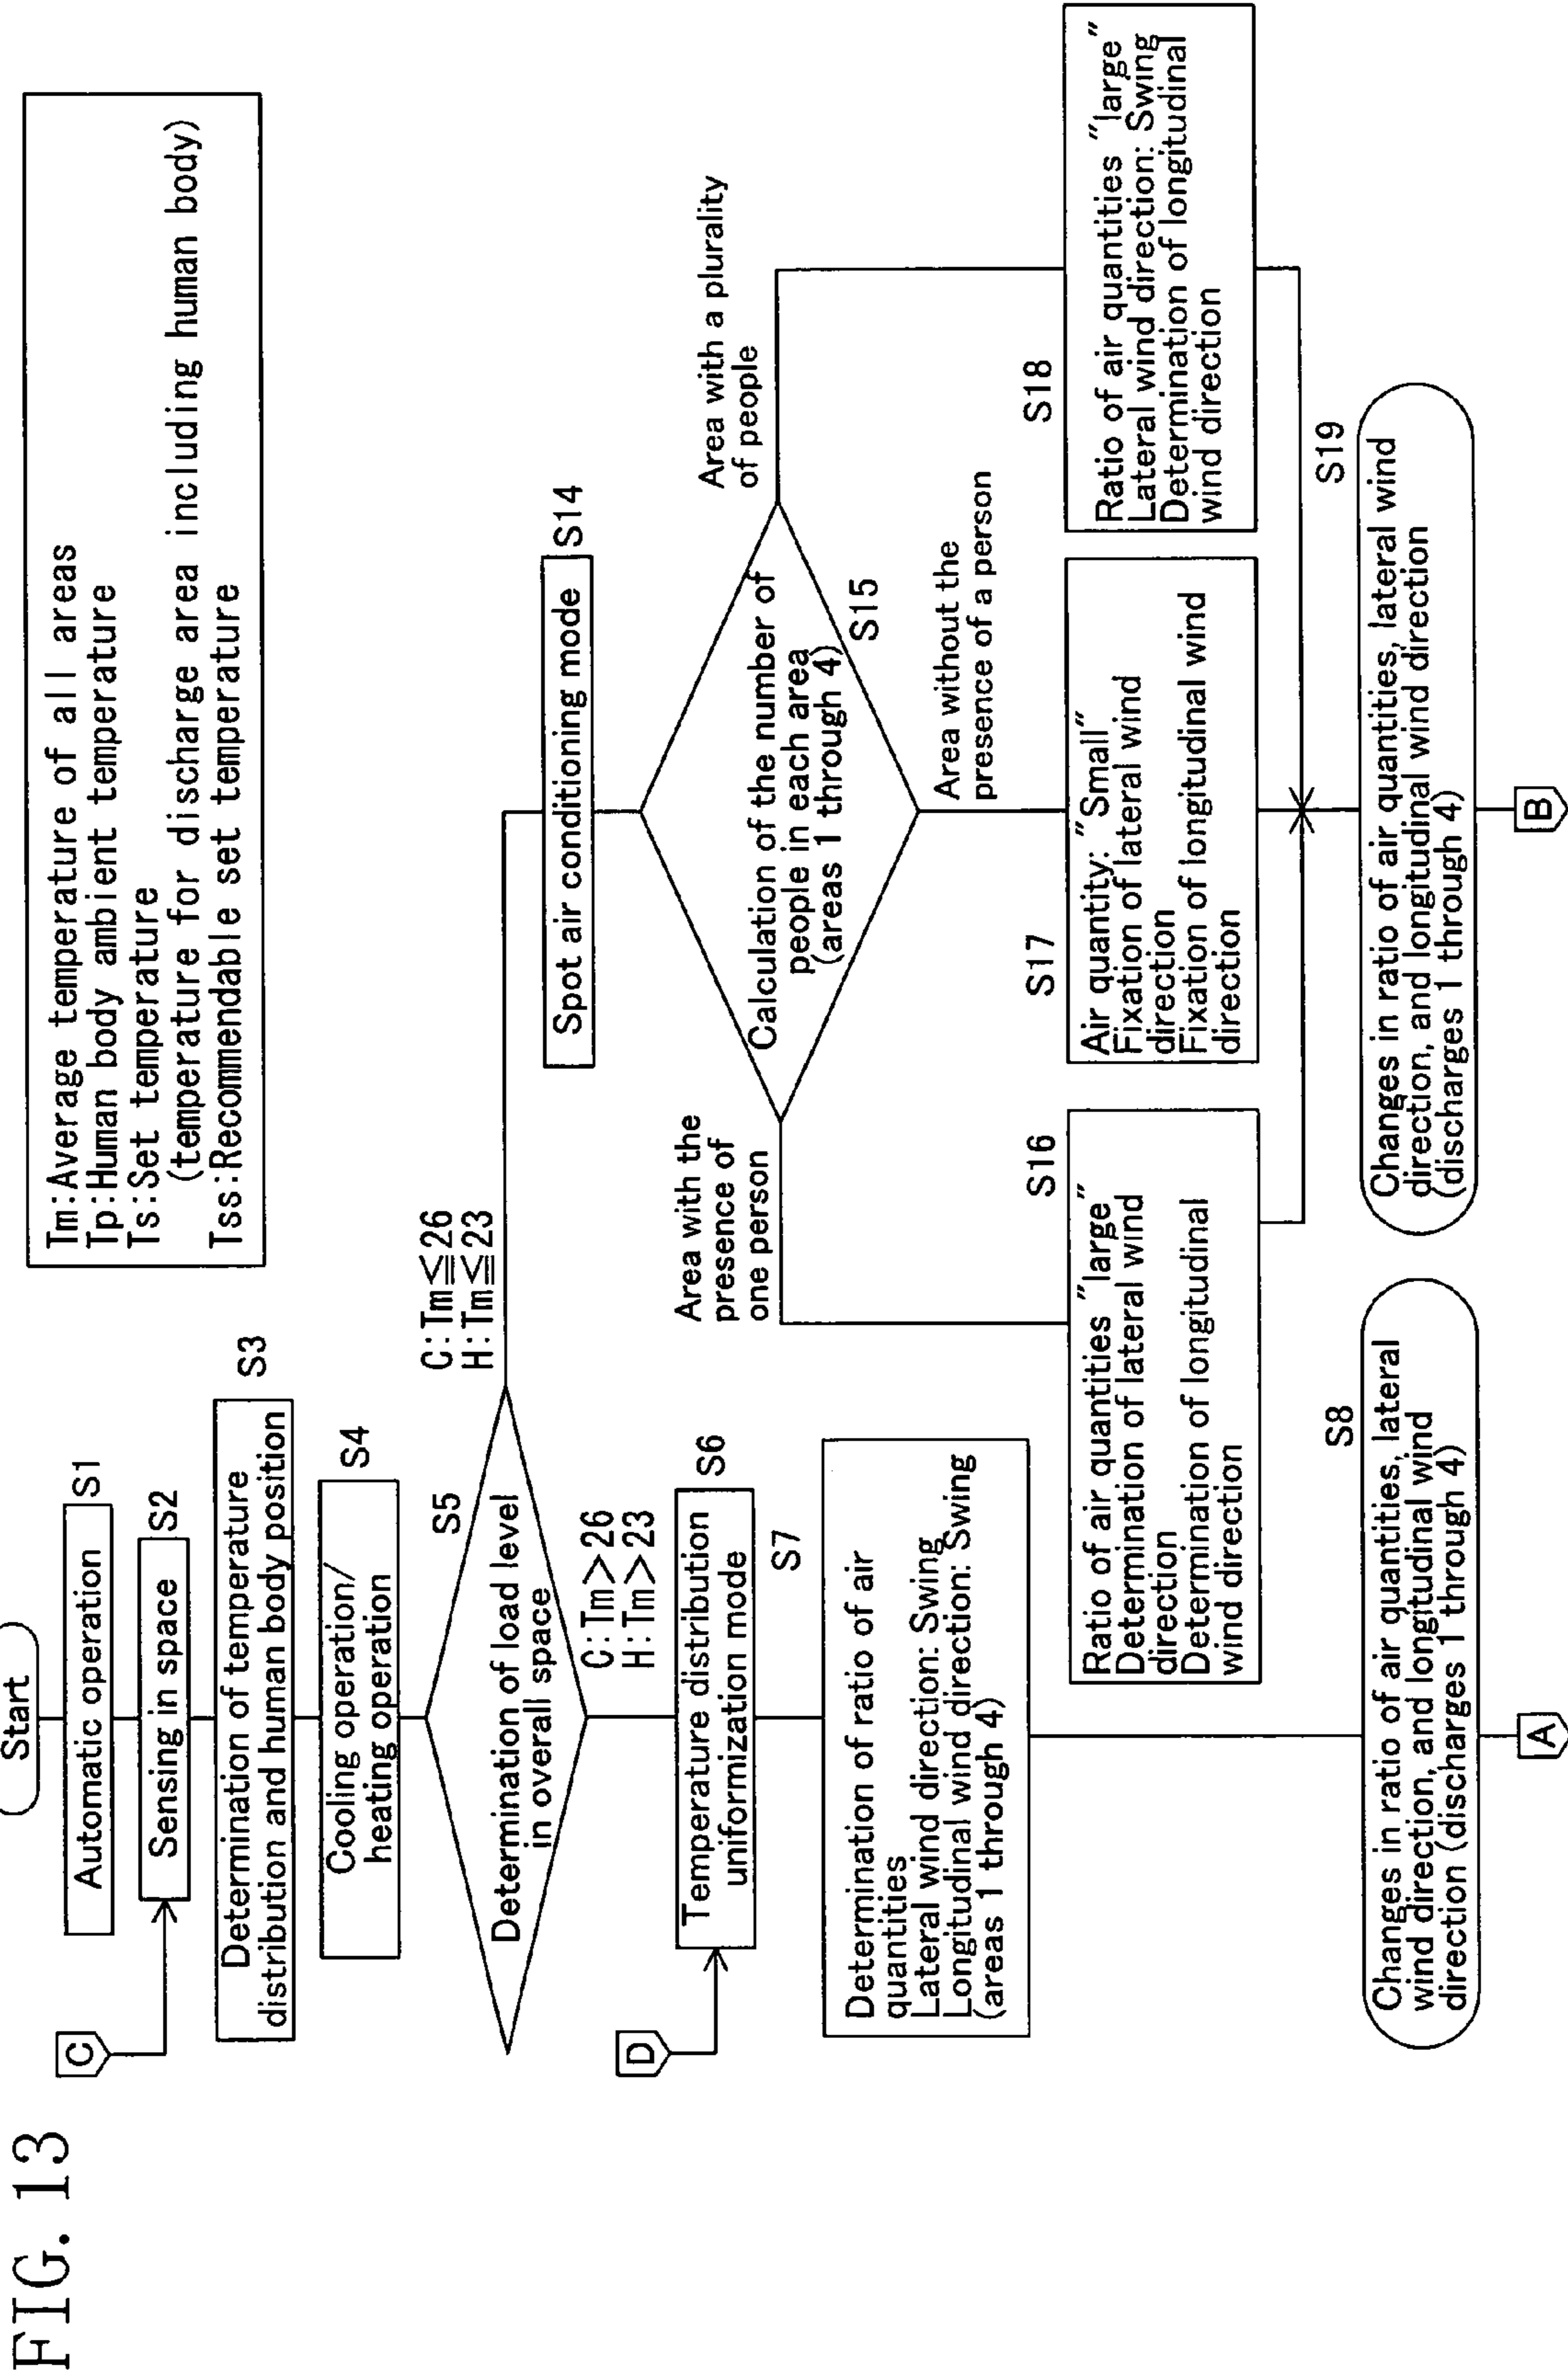 FIG. 13
Tm:Average temperature of all areas
Tp:Human body ambient temperature
Ts:Set temperature
(temperature for discharge area including human body)
Tss:Recommendable set temperature
Start
Automatic operation
S1
C
Sensing in space
S2
Determination of temperature
distribution and human body position
S3
Cooling operation/
heating operation
S4
S5
Determination of load level
in overall space
C:Tm≦26
H:Tm≦23
C:Tm>26
H:Tm>23
D
Temperature distribution
uniformization mode
S6
S7
Determination of ratio of air
quantities
Lateral wind direction: Swing
Longitudinal wind direction: Swing
(areas 1 through 4)
S8
Changes in ratio of air quantities, lateral
wind direction, and longitudinal wind
direction (discharges 1 through 4)
A
Spot air conditioning mode
S14
Calculation of the number of
people in each area
(areas 1 through 4)
S15
Area with the
presence of
one person
Area without the
presence of a person
Area with a plurality
of people
S16
Ratio of air quantities "large"
Determination of lateral wind
direction
Determination of longitudinal
wind direction
S17
Air quantity: "Small"
Fixation of lateral wind
direction
Fixation of longitudinal wind
direction
S18
Ratio of air quantities "large"
Lateral wind direction: Swing
Determination of longitudinal
wind direction
S19
Changes in ratio of air quantities, lateral wind
direction, and longitudinal wind direction
(discharges 1 through 4)
B